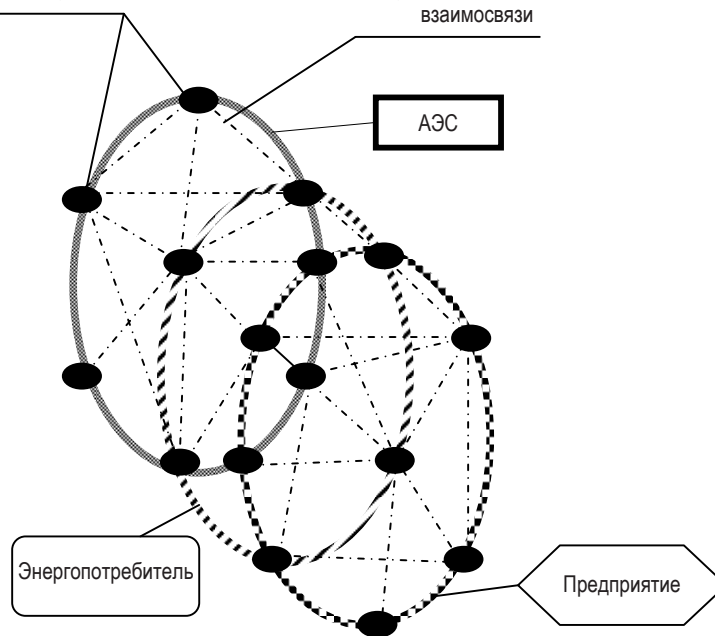 взаимосвязи
АЭС
Энергопотребитель
Предприятие